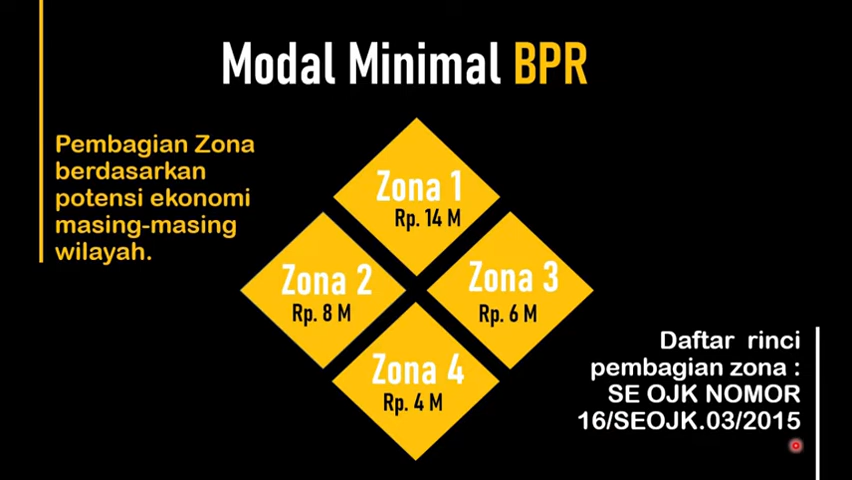 Modal Minimal BPR
Pembagian Zona
berdasarkan
potensi ekonomi
masing-masing
wilayah.
Zona 1
Rp. 14 M
Zona 2
Rp. 8 M
Zona 3
Rp. 6 M
Zona 4
Rp. 4 M
Daftar rinci
pembagian zona :
SE OJK NOMOR
16/SEOJK.03/2015